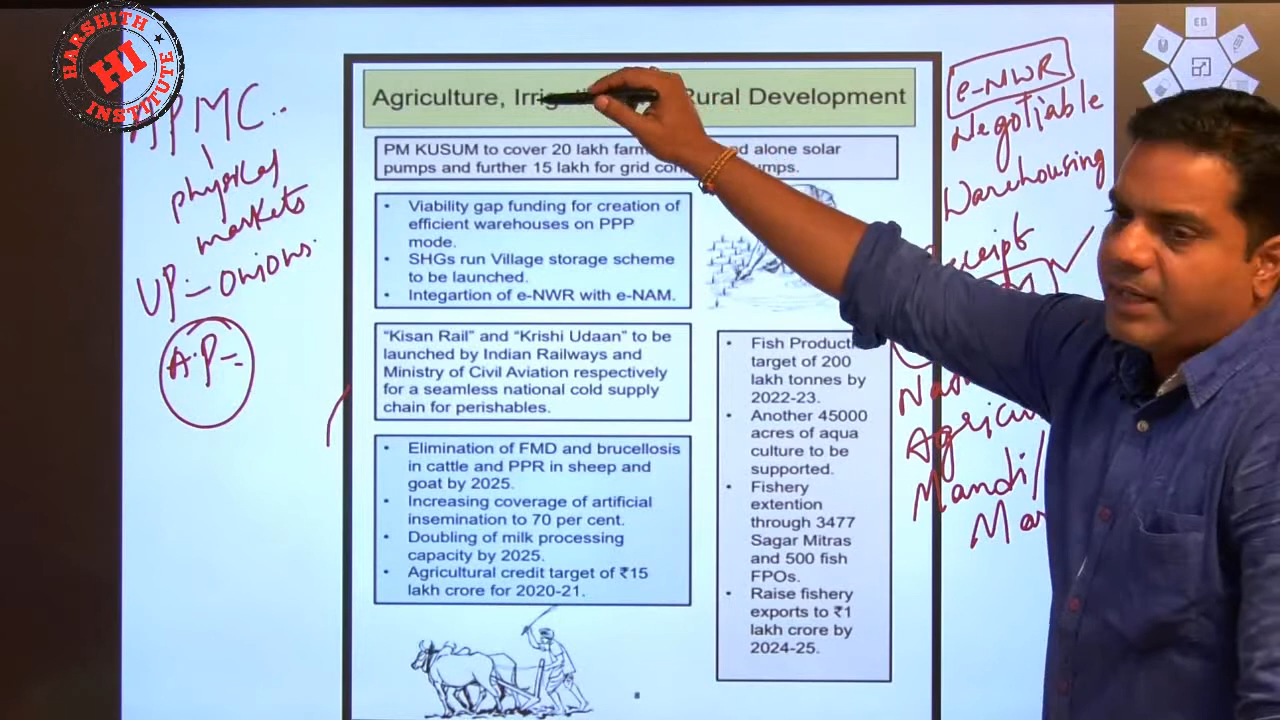 HARSHITH
HI
INSTITUTE
APMC..
physical
markets
UP:- onions.
A.P-:
Agriculture, Rural Development
PM KUSUM to cover 20 lakh alone solar
pumps and further 15 lakh for grid
• Viability gap funding for creation of
efficient warehouses on PPP
mode.
• SHGs run Village storage scheme
to be launched.
• Integartion of e-NWR with e-NAM.
“Kisan Rail” and “Krishi Udaan” to be
launched by Indian Railways and
Ministry of Civil Aviation respectively
for a seamless national cold supply
chain for perishables.
• Elimination of FMD and brucellosis
in cattle and PPR in sheep and
goat by 2025.
• Increasing coverage of artificial
insemination to 70 per cent.
• Doubling of milk processing
capacity by 2025.
• Agricultural credit target of ₹15
lakh crore for 2020-21.
• Fish
target of 200
lakh tonnes by
2022-23.
• Another 45000
acres of aqua
culture to be
supported.
• Fishery
extention
through 3477
Sagar Mitras
and 500 fish
FPOs.
• Raise fishery
exports to ₹1
lakh crore by
2024-25.
e-NWR
Negotiable
Warehousing
Mandi/
EB